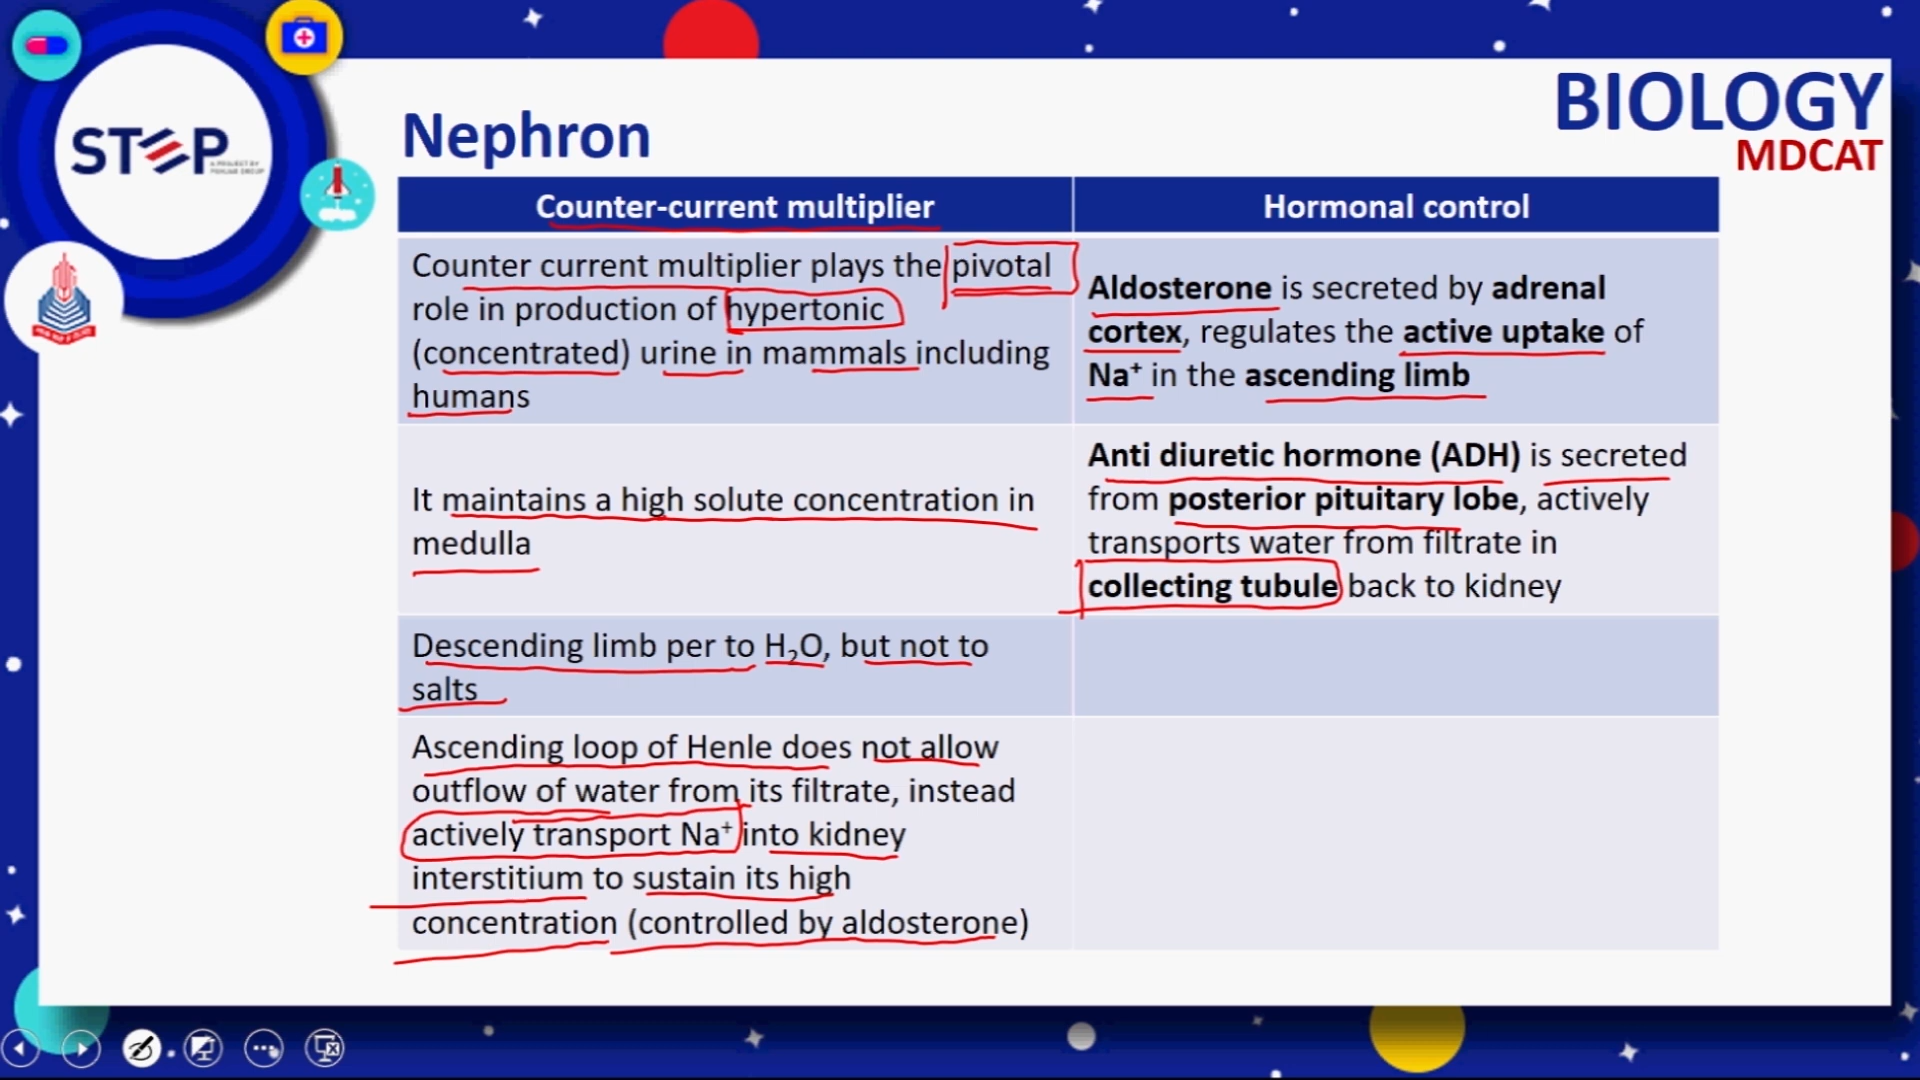 STEP
A PROJECT BY
PUNJAB GROUP
BIOLOGY
MDCAT
Nephron
Counter-current multiplier
Hormonal control
Counter current multiplier plays the pivotal
role in production of hypertonic
(concentrated) urine in mammals including
humans
Aldosterone is secreted by adrenal
cortex, regulates the active uptake of
Na⁺ in the ascending limb
It maintains a high solute concentration in
medulla
Anti diuretic hormone (ADH) is secreted
from posterior pituitary lobe, actively
transports water from filtrate in
collecting tubule back to kidney
Descending limb per to H₂O, but not to
salts
Ascending loop of Henle does not allow
outflow of water from its filtrate, instead
actively transport Na⁺ into kidney
interstitium to sustain its high
concentration (controlled by aldosterone)